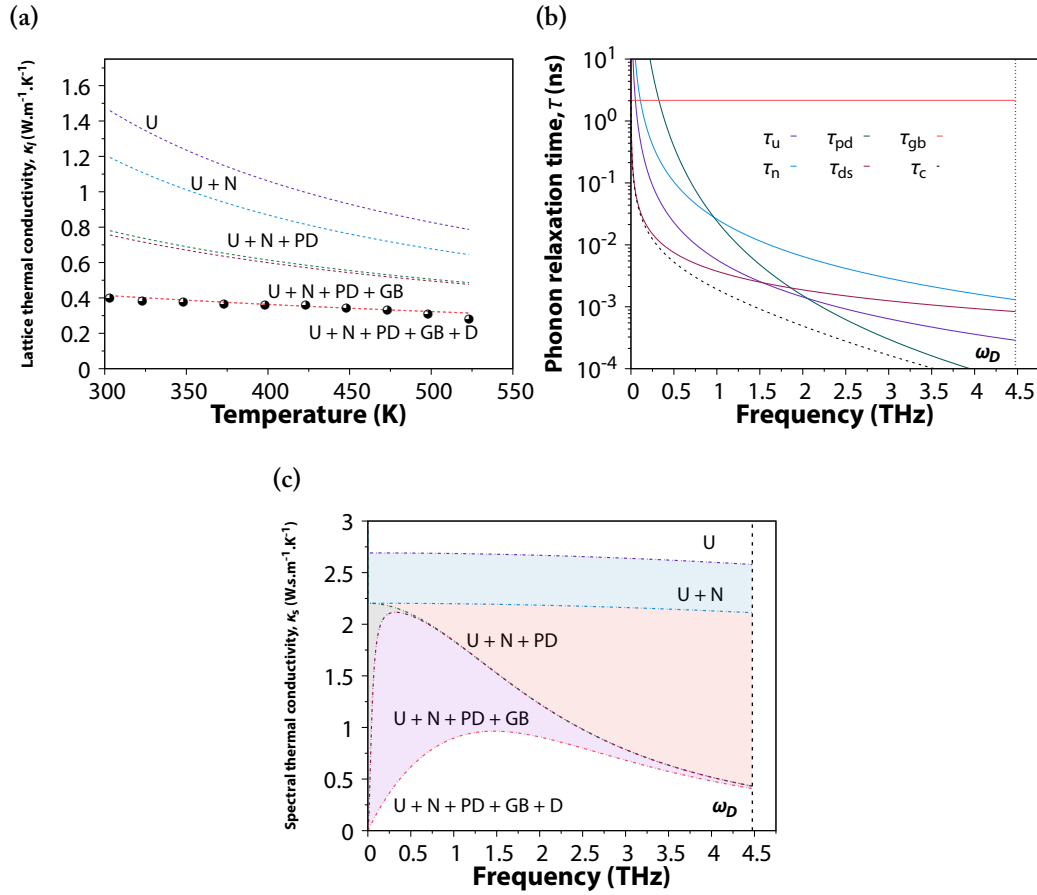 (a)
Lattice thermal conductivity, κl (W.m⁻¹.K⁻¹)
1.6
1.4
1.2
1
0.8
0.6
0.4
0.2
0
U
U + N
U + N + PD
U + N + PD + GB
U + N + PD + GB + D
300 350 400 450 500 550
Temperature (K)
(b)
Phonon relaxation time, τ (ns)
10¹
10⁰
10⁻¹
10⁻²
10⁻³
10⁻⁴
τu τpd τgb
τn τds τc
ωD
0 0.5 1 1.5 2 2.5 3 3.5 4 4.5
Frequency (THz)
(c)
Spectral thermal conductivity, κs (W.s.m⁻¹.K⁻¹)
3
2.5
2
1.5
1
0.5
0
U
U + N
U + N + PD
U + N + PD + GB
U + N + PD + GB + D
ωD
0 0.5 1 1.5 2 2.5 3 3.5 4 4.5
Frequency (THz)